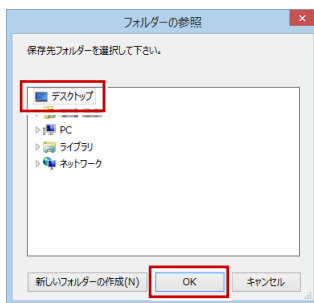 フォルダーの参照
×
保存先フォルダーを選択して下さい。
デスクトップ
PC
ライブラリ
ネットワーク
新しいフォルダーの作成(N) OK キャンセル